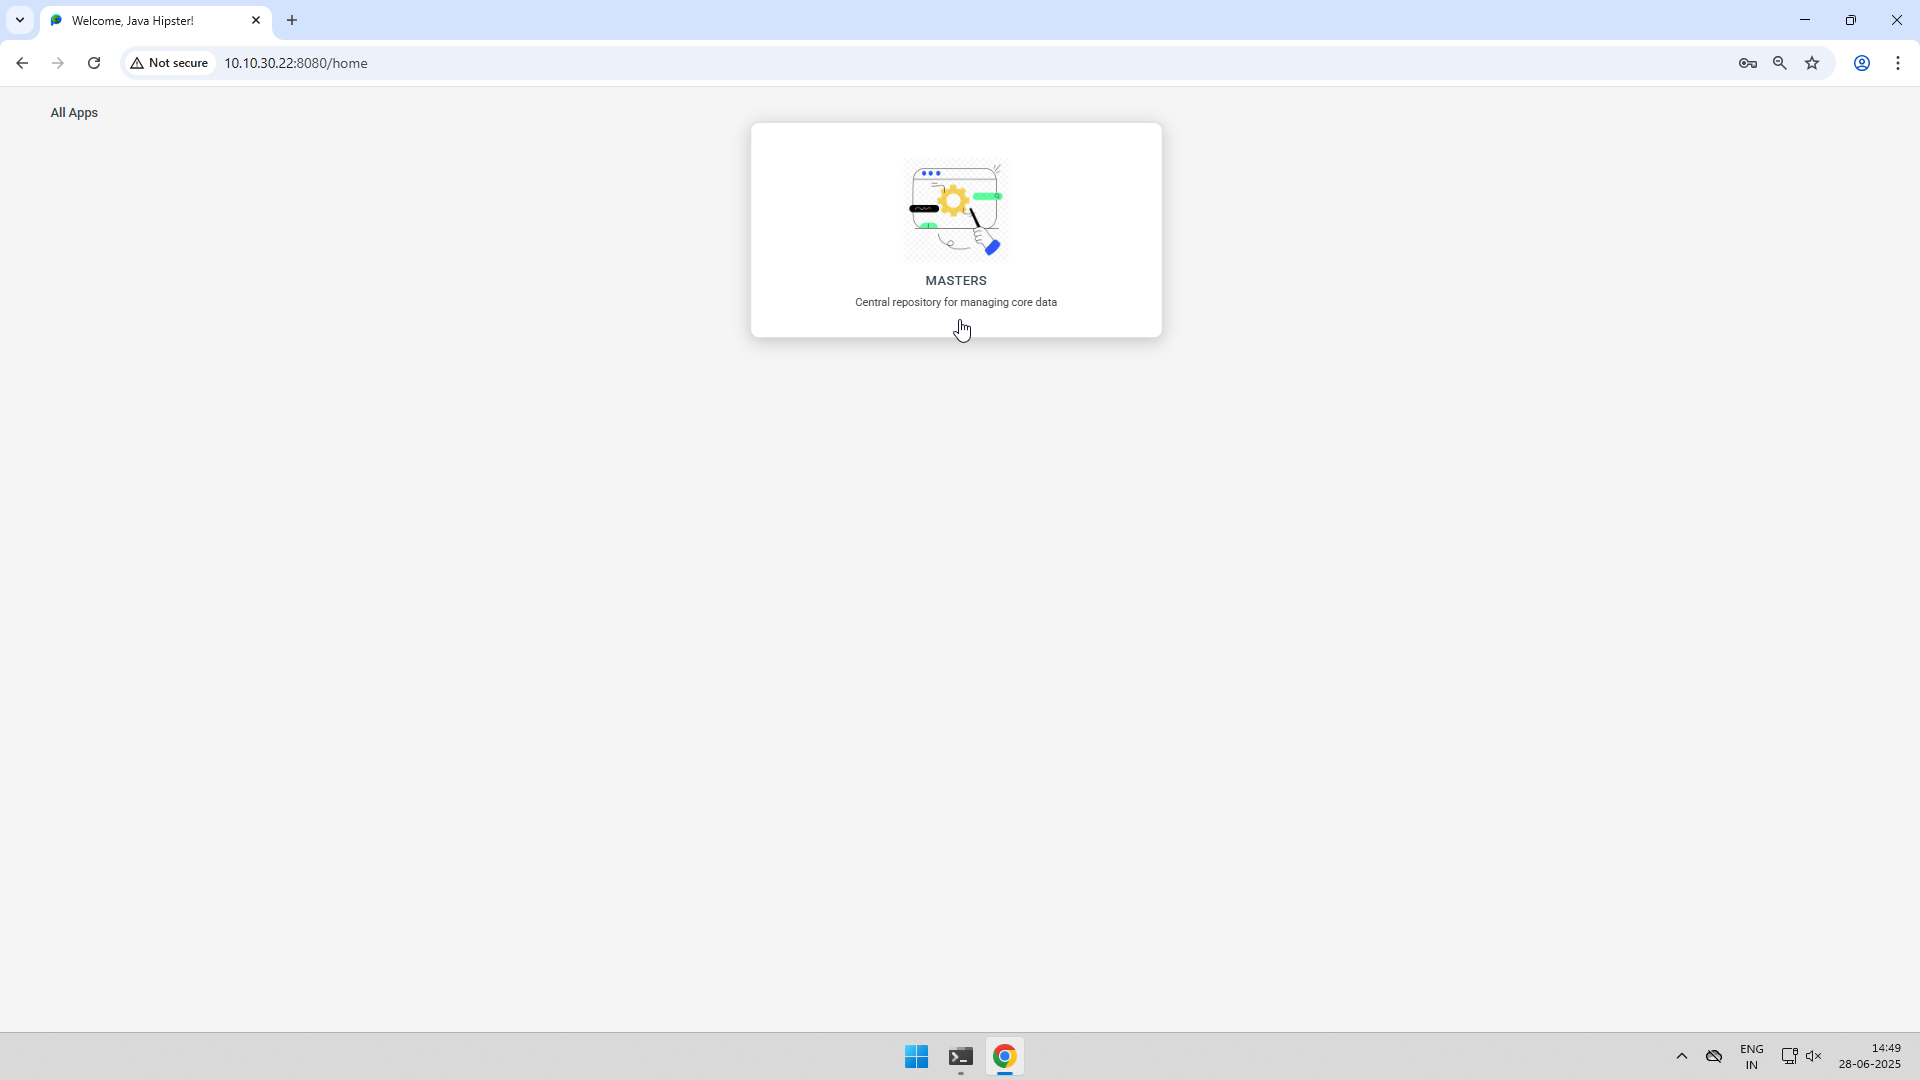 Welcome, Java Hipster!
Not secure
10.10.30.22:8080/home
All Apps
MASTERS
Central repository for managing core data
ENG
IN
14:49
28-06-2025